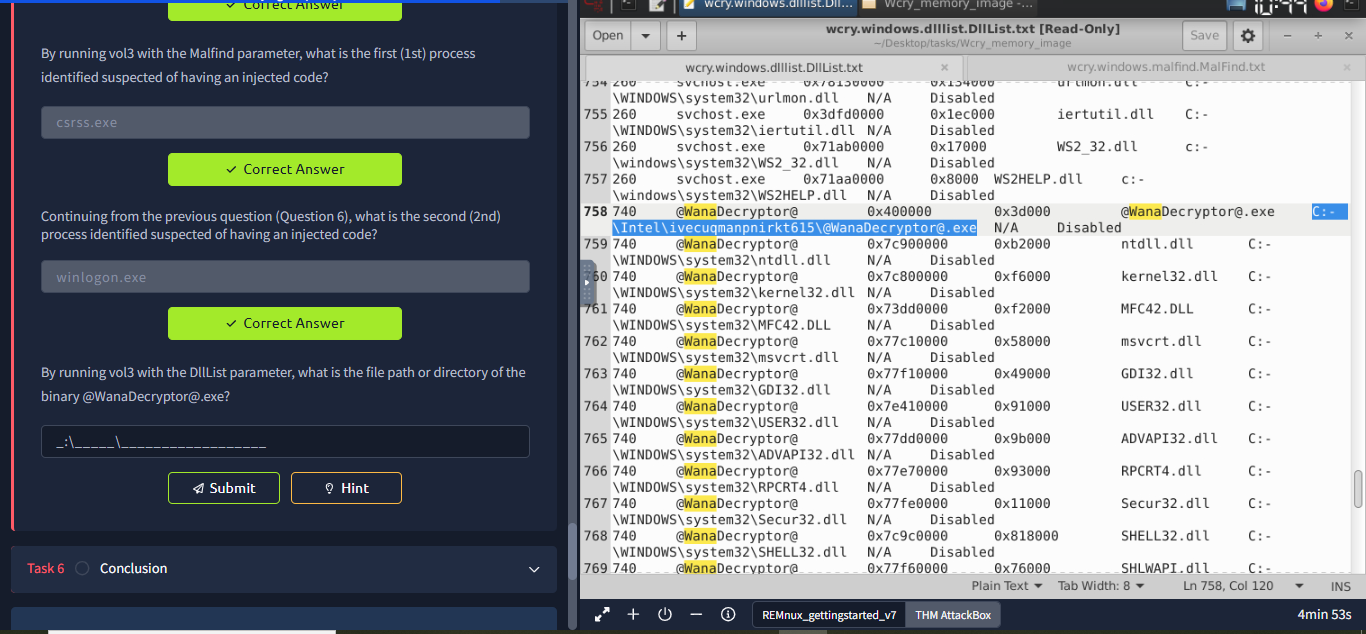 Correct Answer
By running vol3 with the Malfind parameter, what is the first (1st) process
identified suspected of having an injected code?
csrss.exe
Correct Answer
Continuing from the previous question (Question 6), what is the second (2nd)
process identified suspected of having an injected code?
winlogon.exe
Correct Answer
By running vol3 with the DllList parameter, what is the file path or directory of the
binary @WanaDecryptor@.exe?
_:\_____\__________________
Submit
Hint
Task 6 Conclusion
wcry.windows.dlllist.Dll...
Wcry_memory_image -...
Open
wcry.windows.dlllist.DllList.txt [Read-Only]
~/Desktop/tasks/Wcry_memory_image
Save
wcry.windows.dlllist.DllList.txt ×
wcry.windows.malfind.MalFind.txt ×
754 260 svchost.exe 0x78130000 0x134000 urlmon.dll C:-
\WINDOWS\system32\urlmon.dll N/A Disabled
755 260 svchost.exe 0x3dfd0000 0x1ec000 iertutil.dll C:-
\WINDOWS\system32\iertutil.dll N/A Disabled
756 260 svchost.exe 0x71ab0000 0x17000 WS2_32.dll c:-
\windows\system32\WS2_32.dll N/A Disabled
757 260 svchost.exe 0x71aa0000 0x8000 WS2HELP.dll c:-
\windows\system32\WS2HELP.dll N/A Disabled
758 740 @WanaDecryptor@ 0x400000 0x3d000 @WanaDecryptor@.exe C:-
\Intel\ivecuqmanpnirkt615\@WanaDecryptor@.exe N/A Disabled
759 740 @WanaDecryptor@ 0x7c900000 0xb2000 ntdll.dll C:-
\WINDOWS\system32\ntdll.dll N/A Disabled
760 740 @WanaDecryptor@ 0x7c800000 0xf6000 kernel32.dll C:-
\WINDOWS\system32\kernel32.dll N/A Disabled
761 740 @WanaDecryptor@ 0x73dd0000 0xf2000 MFC42.DLL C:-
\WINDOWS\system32\MFC42.DLL N/A Disabled
762 740 @WanaDecryptor@ 0x77c10000 0x58000 msvcrt.dll C:-
\WINDOWS\system32\msvcrt.dll N/A Disabled
763 740 @WanaDecryptor@ 0x77f10000 0x49000 GDI32.dll C:-
\WINDOWS\system32\GDI32.dll N/A Disabled
764 740 @WanaDecryptor@ 0x7e410000 0x91000 USER32.dll C:-
\WINDOWS\system32\USER32.dll N/A Disabled
765 740 @WanaDecryptor@ 0x77dd0000 0x9b000 ADVAPI32.dll C:-
\WINDOWS\system32\ADVAPI32.dll N/A Disabled
766 740 @WanaDecryptor@ 0x77e70000 0x93000 RPCRT4.dll C:-
\WINDOWS\system32\RPCRT4.dll N/A Disabled
767 740 @WanaDecryptor@ 0x77fe0000 0x11000 Secur32.dll C:-
\WINDOWS\system32\Secur32.dll N/A Disabled
768 740 @WanaDecryptor@ 0x7c9c0000 0x818000 SHELL32.dll C:-
\WINDOWS\system32\SHELL32.dll N/A Disabled
769 740 @WanaDecryptor@ 0x77f60000 0x76000 SHLWAPI.dll C:-
Plain Text Tab Width: 8 Ln 758, Col 120 INS
REMnux_gettingstarted_v7 THM AttackBox 4min 53s